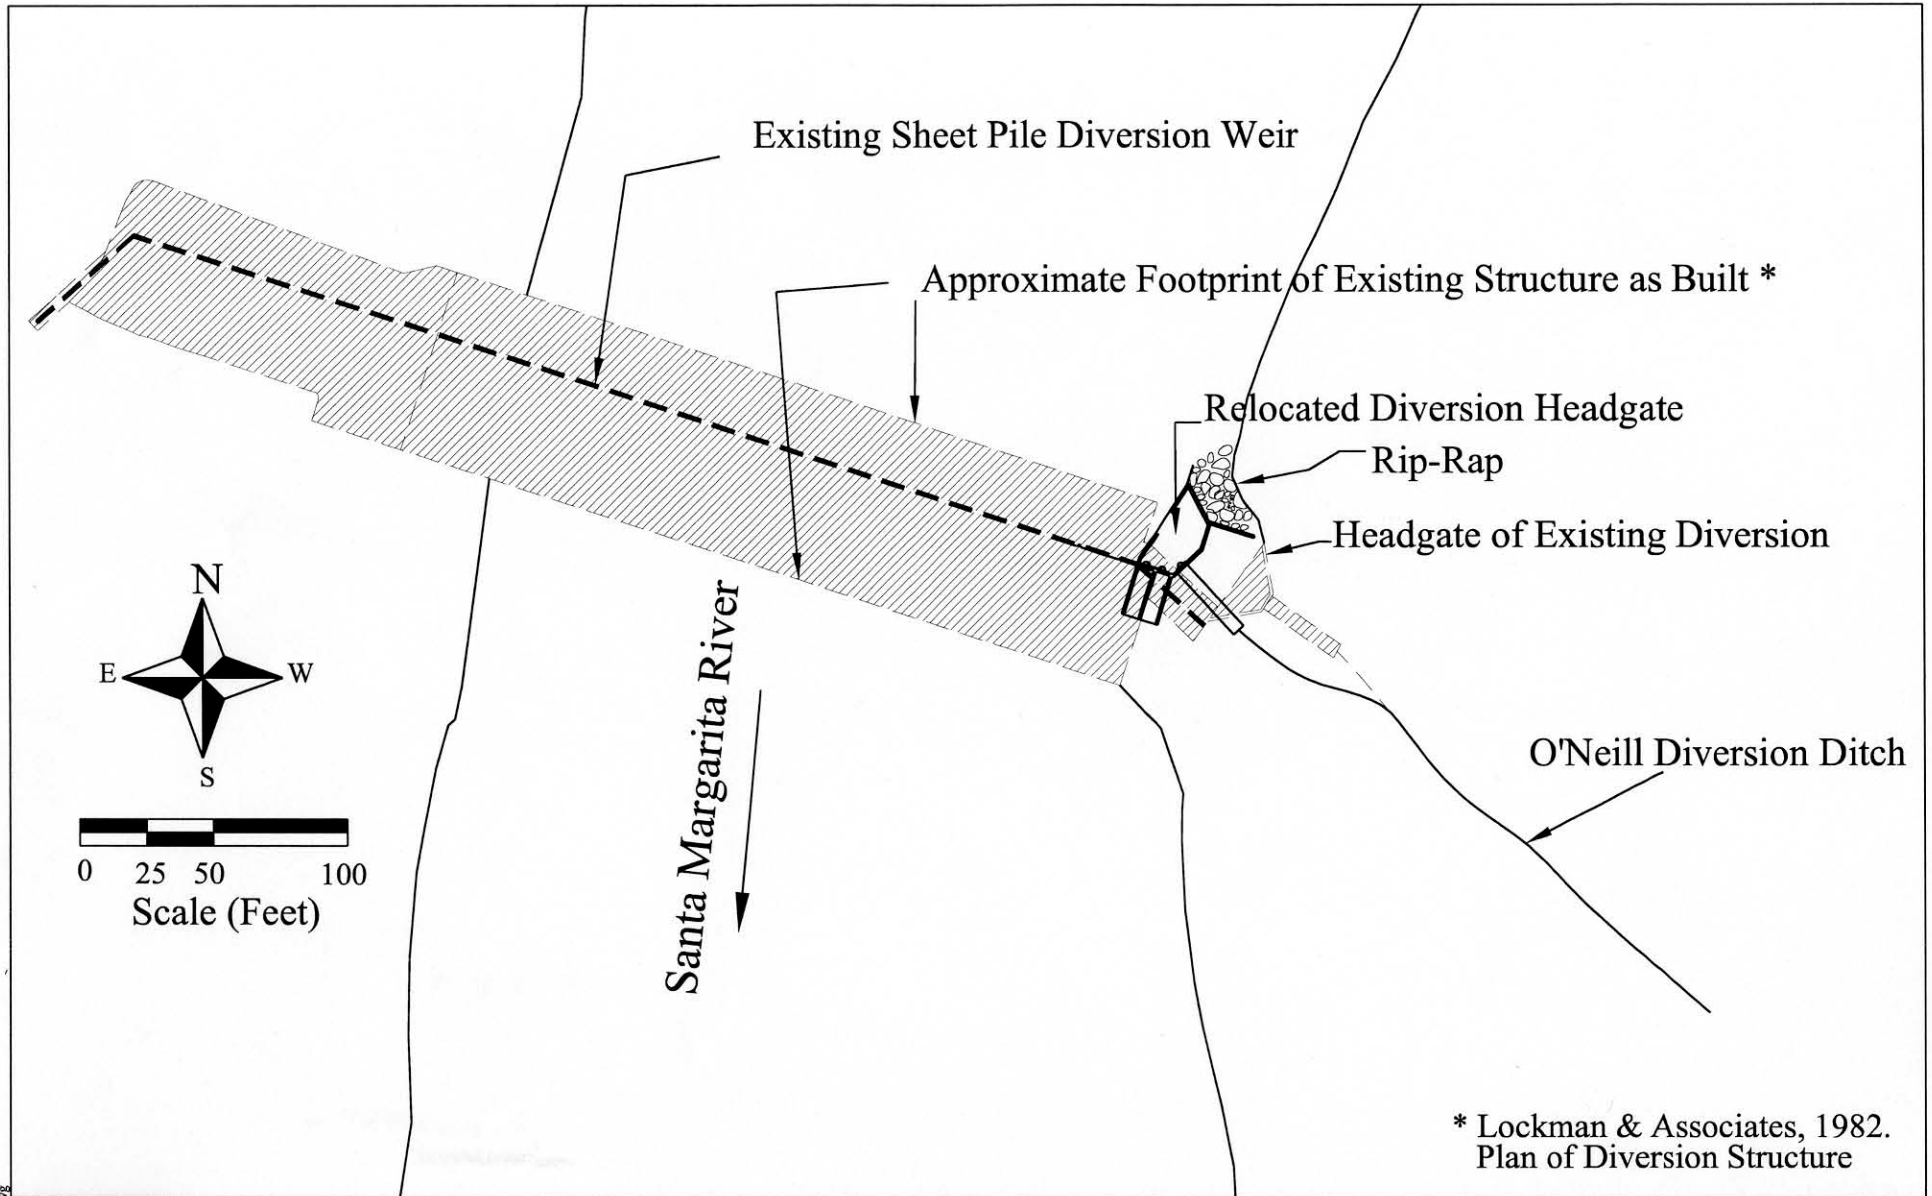 Existing Sheet Pile Diversion Weir
Approximate Footprint of Existing Structure as Built *
Relocated Diversion Headgate
Rip-Rap
Headgate of Existing Diversion
N
E
W
S
Santa Margarita River
O'Neill Diversion Ditch
0 25 50 100
Scale (Feet)
* Lockman & Associates, 1982.
Plan of Diversion Structure